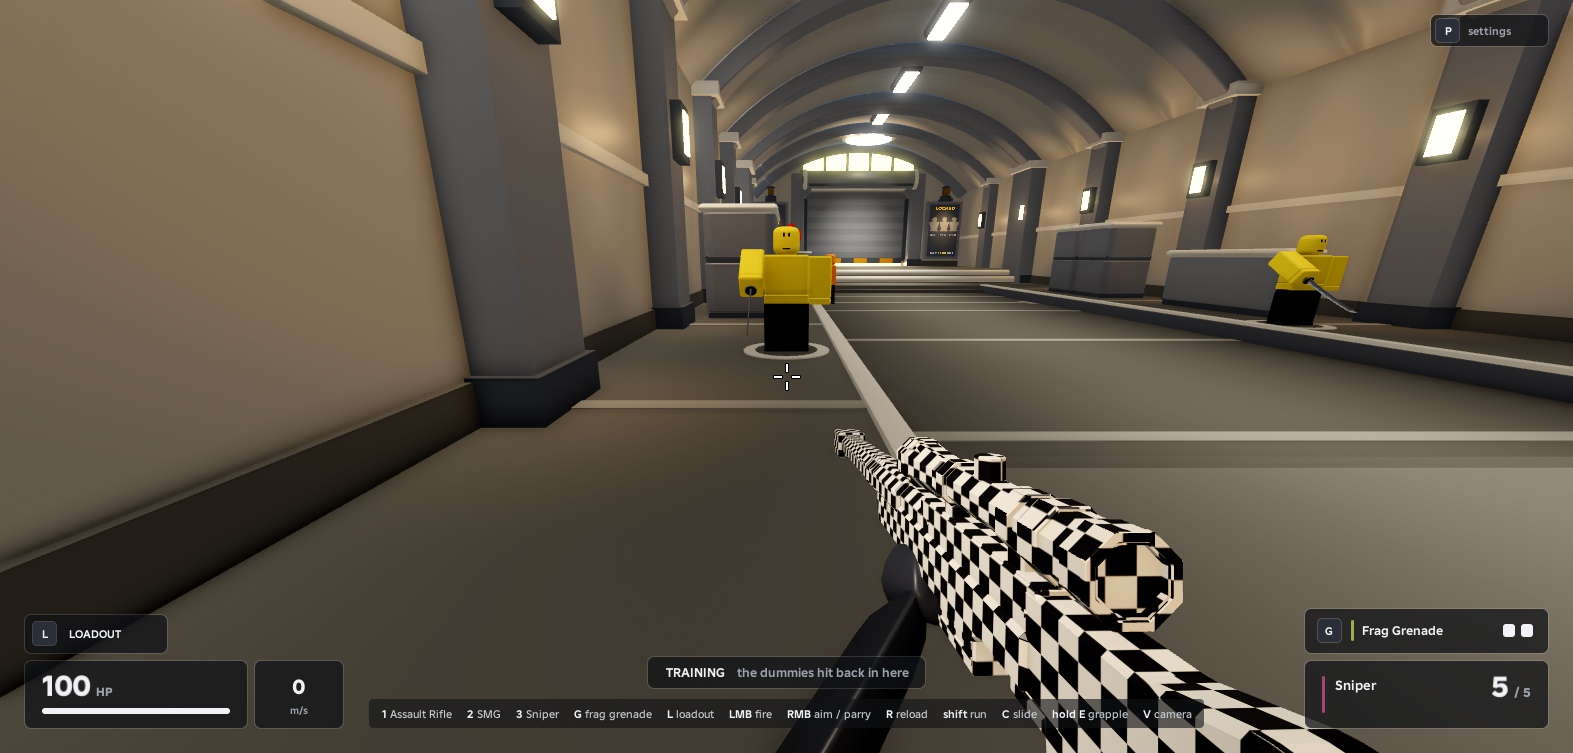 P settings
LOCKED
L LOADOUT
100 HP
0
m/s
TRAINING the dummies hit back in here
1 Assault Rifle 2 SMG 3 Sniper G frag grenade L loadout LMB fire RMB aim / parry R reload shift run C slide hold E grapple V camera
G Frag Grenade
Sniper 5 / 5